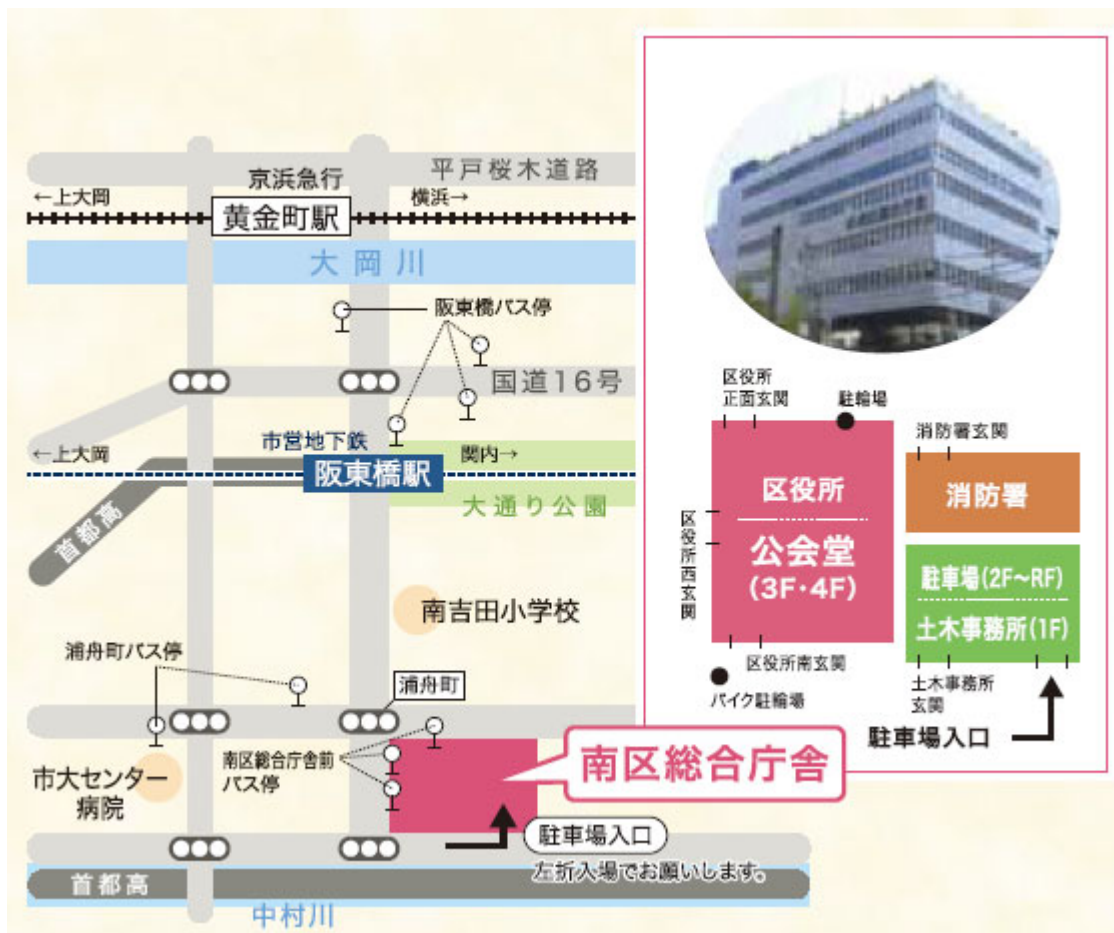 平戸桜木道路
京浜急行
←上大岡
黄金町駅
横浜→
大岡川
阪東橋バス停
国道16号
市営地下鉄
←上大岡
阪東橋駅
関内→
大通り公園
首都高
南吉田小学校
浦舟町バス停
浦舟町
南区総合庁舎前
バス停
市大センター
病院
南区総合庁舎
駐車場入口
左折入場でお願いします。
首都高
中村川
区役所
正面玄関
駐輪場
消防署玄関
区役所
公会堂
(3F・4F)
区役所西玄関
消防署
駐車場(2F〜RF)
土木事務所(1F)
区役所南玄関
バイク駐輪場
土木事務所
玄関
駐車場入口